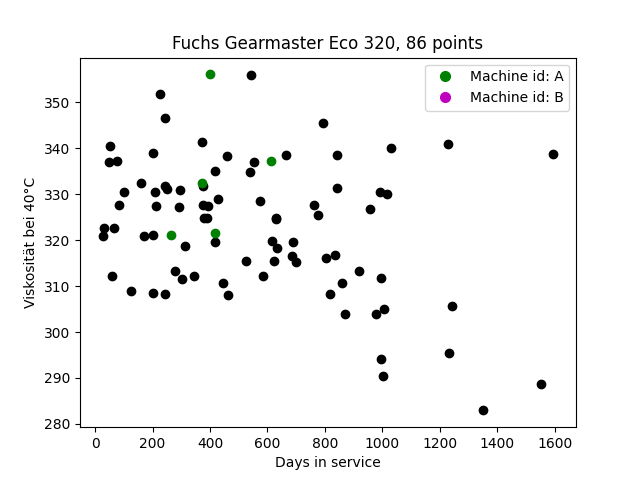 Fuchs Gearmaster Eco 320, 86 points
Machine id: A
Machine id: B
Viskosität bei 40°C
350
340
330
320
310
300
290
280
0 200 400 600 800 1000 1200 1400 1600
Days in service